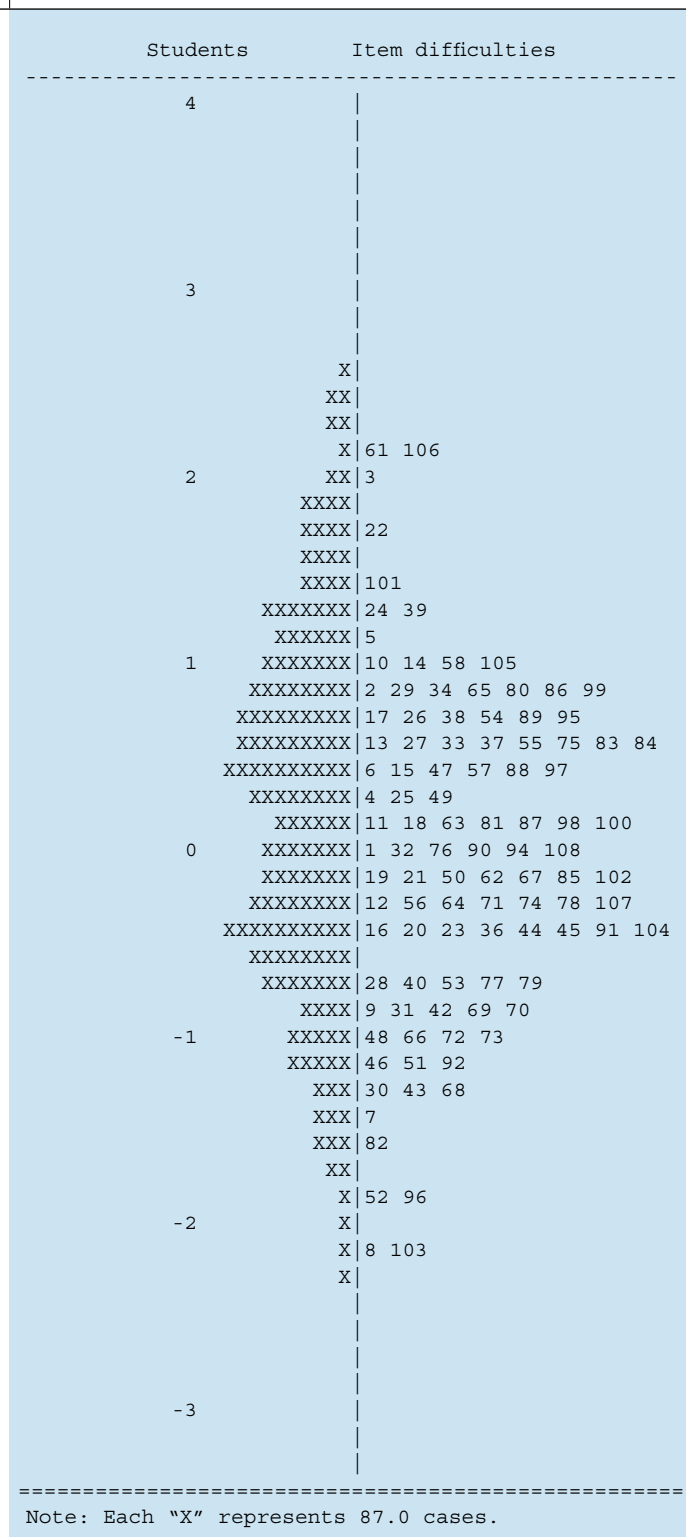 Students Item difficulties
------------------------------------------------
4 |
|
|
|
|
|
|
3 |
|
|
X|
XX|
XX|
X|61 106
2 XX|3
XXXX|
XXXX|22
XXXX|
XXXX|101
XXXXXXX|24 39
XXXXXX|5
1 XXXXXXX|10 14 58 105
XXXXXXXX|2 29 34 65 80 86 99
XXXXXXXXX|17 26 38 54 89 95
XXXXXXXXX|13 27 33 37 55 75 83 84
XXXXXXXXXX|6 15 47 57 88 97
XXXXXXXX|4 25 49
XXXXXX|11 18 63 81 87 98 100
0 XXXXXXX|1 32 76 90 94 108
XXXXXXX|19 21 50 62 67 85 102
XXXXXXXX|12 56 64 71 74 78 107
XXXXXXXXXX|16 20 23 36 44 45 91 104
XXXXXXXX|
XXXXXXX|28 40 53 77 79
XXXX|9 31 42 69 70
-1 XXXXX|48 66 72 73
XXXXX|46 51 92
XXX|30 43 68
XXX|7
XXX|82
XX|
X|52 96
-2 X|
X|8 103
X|
|
|
|
|
-3 |
|
|
====================================================
Note: Each “X” represents 87.0 cases.